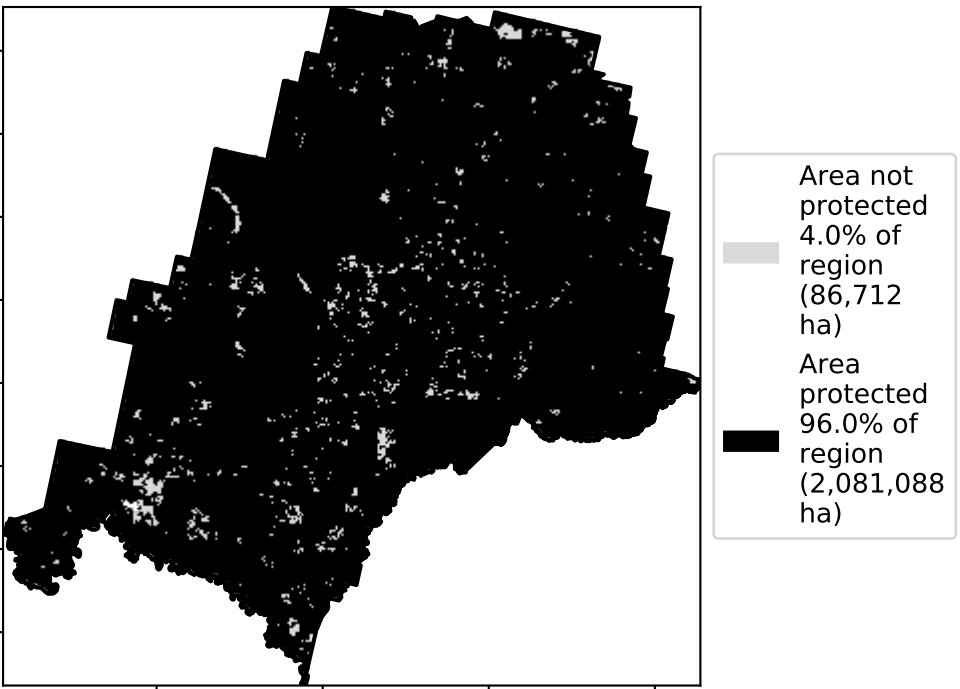 Area not
protected
4.0% of
region
(86,712
ha)
Area
protected
96.0% of
region
(2,081,088
ha)